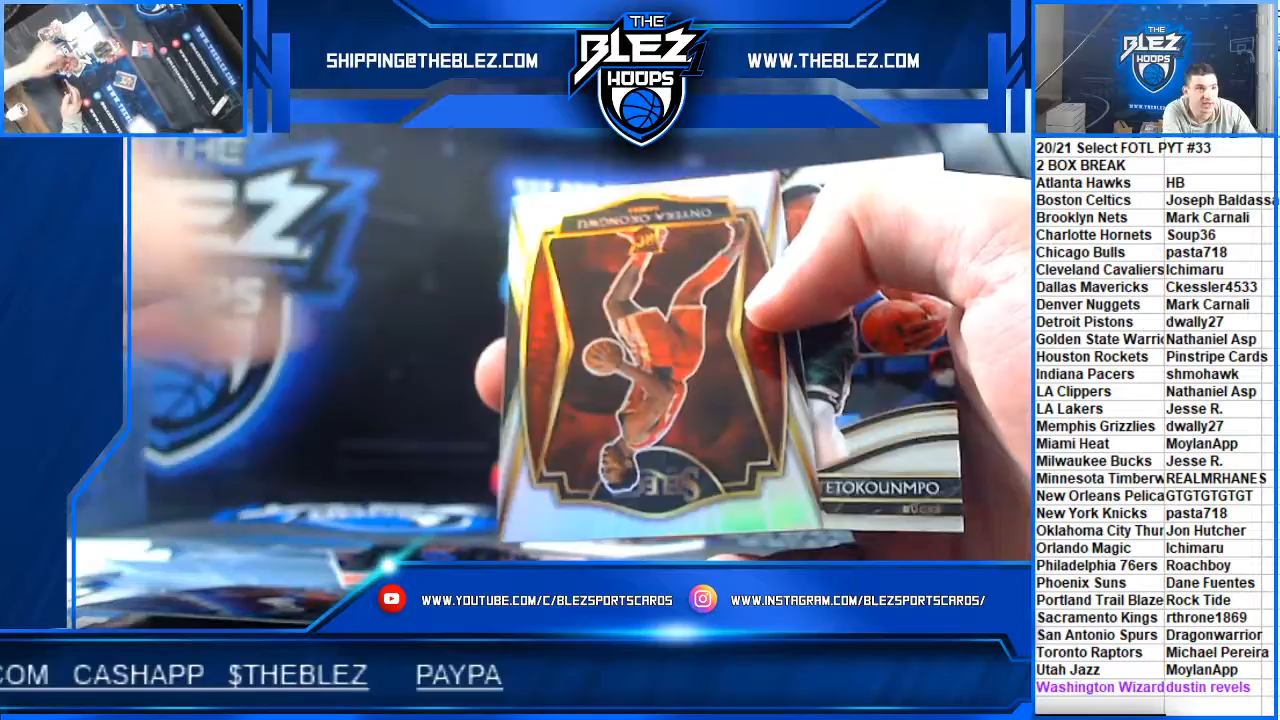 SHIPPING@THEBLEZ.COM
THE
BLEZ 1
HOOPS
WWW.THEBLEZ.COM
THE
BLEZ
HOOPS
20/21 Select FOTL PYT #33
2 BOX BREAK
Atlanta Hawks HB
Boston Celtics Joseph Baldassa
Brooklyn Nets Mark Carnali
Charlotte Hornets Soup36
Chicago Bulls pasta718
Cleveland Cavaliers Ichimaru
Dallas Mavericks Ckessler4533
Denver Nuggets Mark Carnali
Detroit Pistons dwally27
Golden State Warric Nathaniel Asp
Houston Rockets Pinstripe Cards
Indiana Pacers shmohawk
LA Clippers Nathaniel Asp
LA Lakers Jesse R.
Memphis Grizzlies dwally27
Miami Heat MoylanApp
Milwaukee Bucks Jesse R.
Minnesota Timberw REALMRHANES
New Orleans Pelica GTGTGTGTGT
New York Knicks pasta718
Oklahoma City Thur Jon Hutcher
Orlando Magic Ichimaru
Philadelphia 76ers Roachboy
Phoenix Suns Dane Fuentes
Portland Trail Blaze Rock Tide
Sacramento Kings rthrone1869
San Antonio Spurs Dragonwarrior
Toronto Raptors Michael Pereira
Utah Jazz MoylanApp
Washington Wizard dustin revels
THE
ONYEKA OKONGWU
RC
SELECT
ETOKOUNMPO
BUCKS
WWW.YOUTUBE.COM/C/BLEZSPORTSCARDS
WWW.INSTAGRAM.COM/BLEZSPORTSCARDS/
COM CASHAPP $THEBLEZ PAYPA